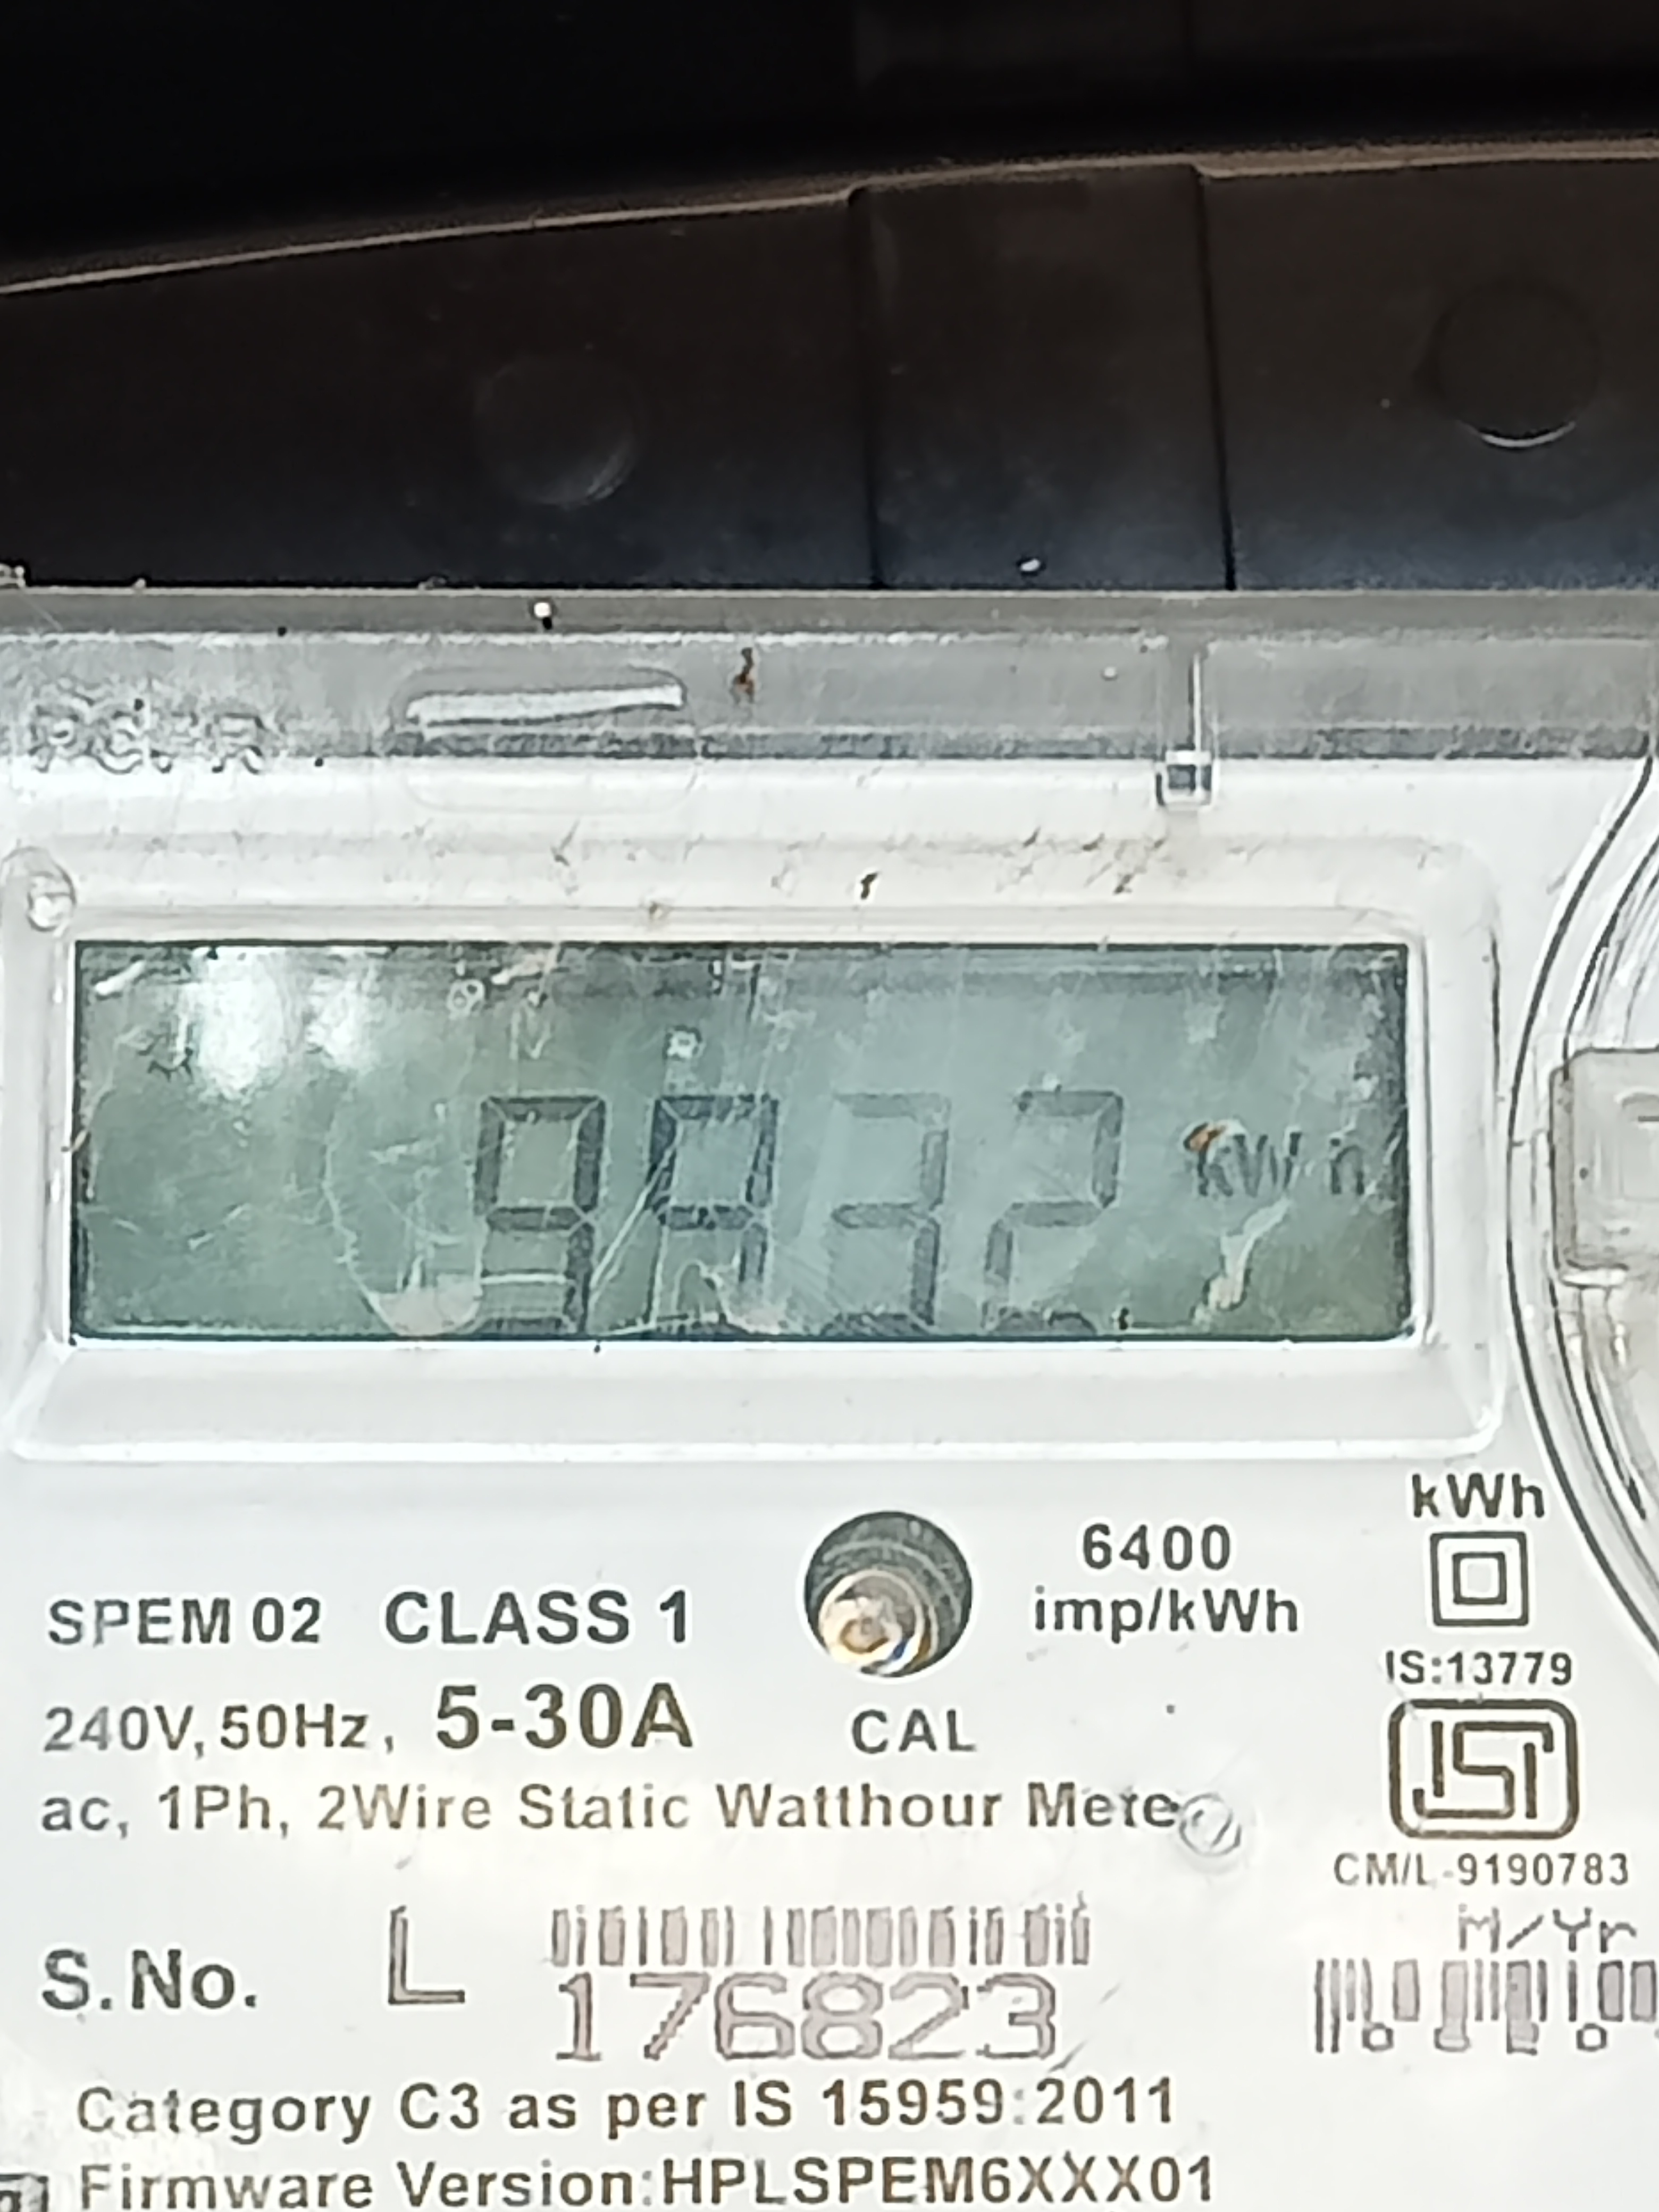 9932 kWh
kWh
6400
imp/kWh
SPEM 02 CLASS 1
IS:13779
240V, 50Hz, 5-30A
CAL
ISI
ac, 1Ph, 2Wire Static Watthour Mete
CM/L-9190783
M/Yr
S.No. L 176823
Category C3 as per IS 15959:2011
Firmware Version:HPLSPEM6XXX01